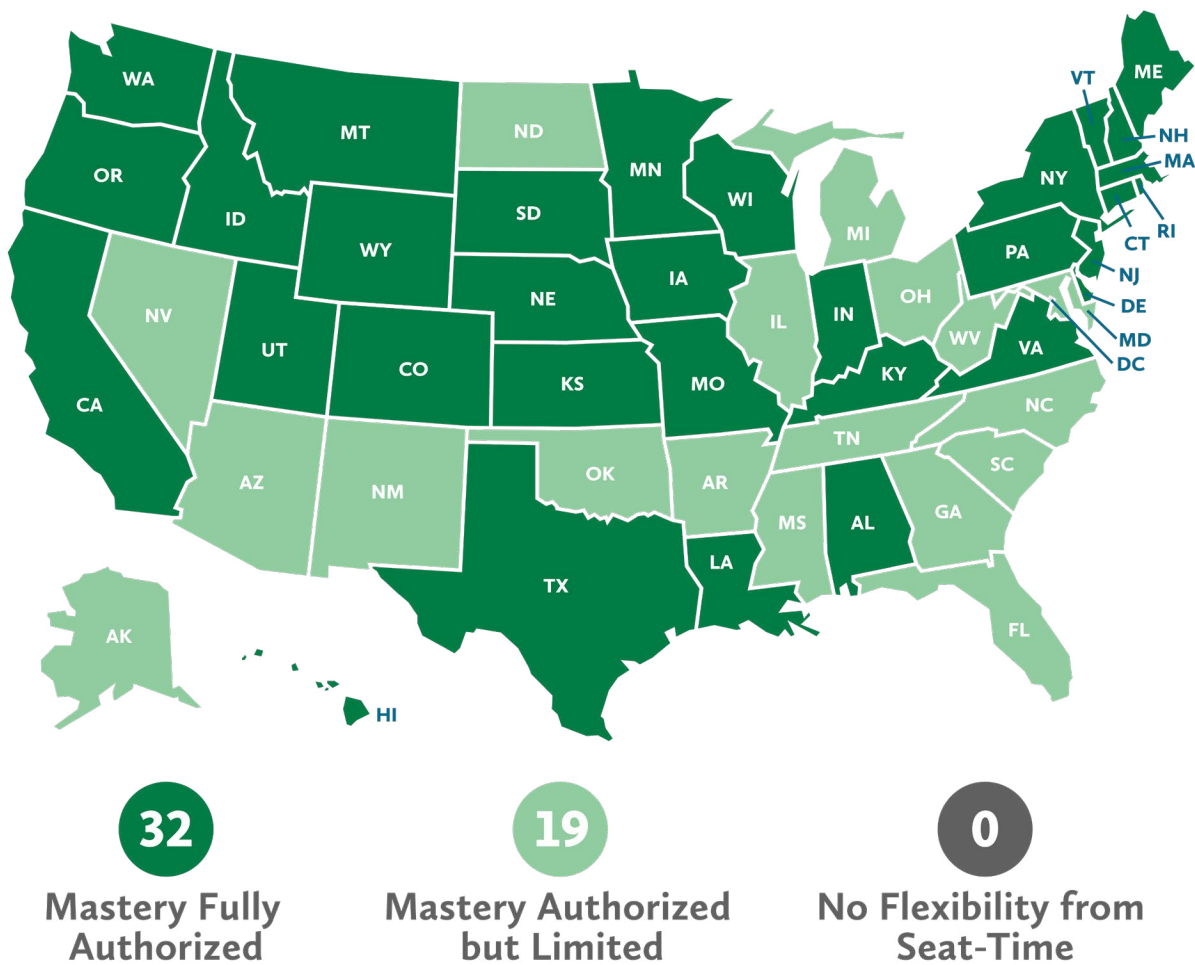 WA
MT
ND
MN
ME
VT
NH
MA
OR
ID
SD
WI
NY
MI
RI
CT
WY
IA
PA
NJ
NE
OH
DE
NV
IL
IN
WV
MD
UT
CO
KS
MO
KY
VA
DC
CA
NC
TN
AZ
NM
OK
AR
SC
MS
AL
GA
LA
TX
AK
FL
HI
32
Mastery Fully
Authorized
19
Mastery Authorized
but Limited
0
No Flexibility from
Seat-Time